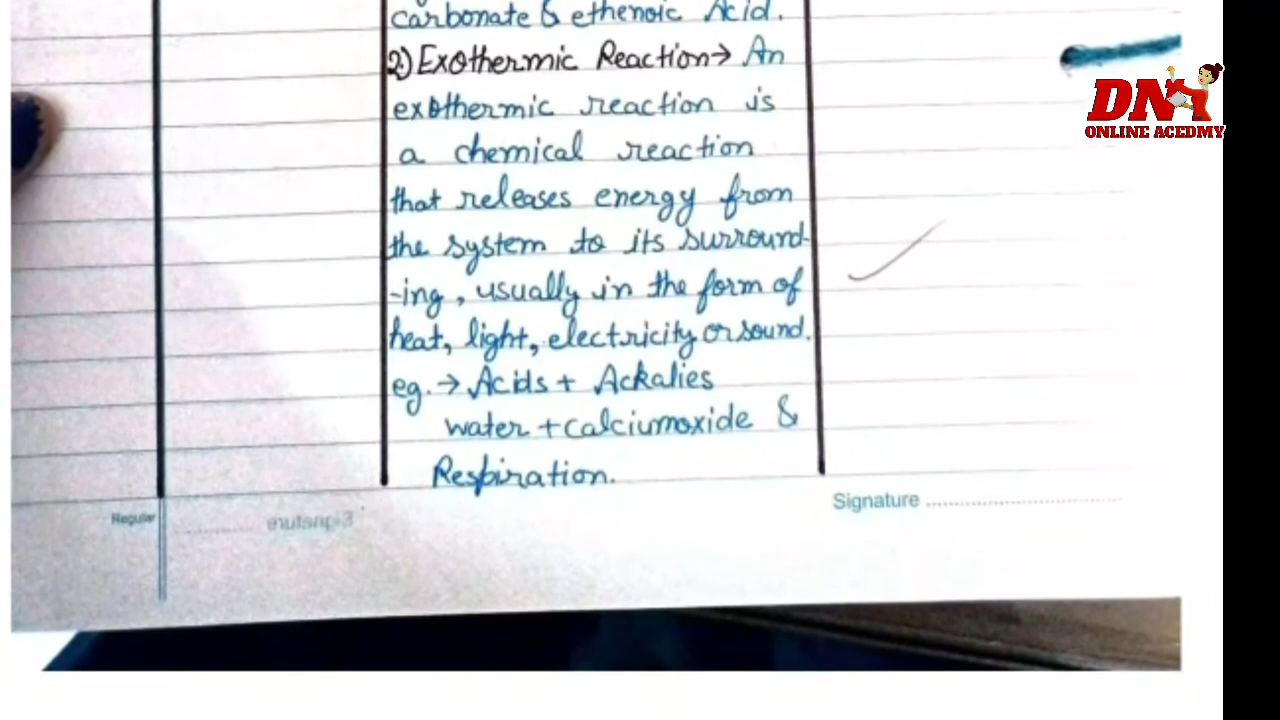 carbonate & ethenoic Acid.
2) Exothermic Reaction → An
exothermic reaction is
a chemical reaction
that releases energy from
the system to its surround-
-ing, usually in the form of
heat, light, electricity or sound.
eg. → Acids + Ackalies
water + calciumoxide &
Respiration.
Signature
Regular
Signature
DN
ONLINE ACEDMY